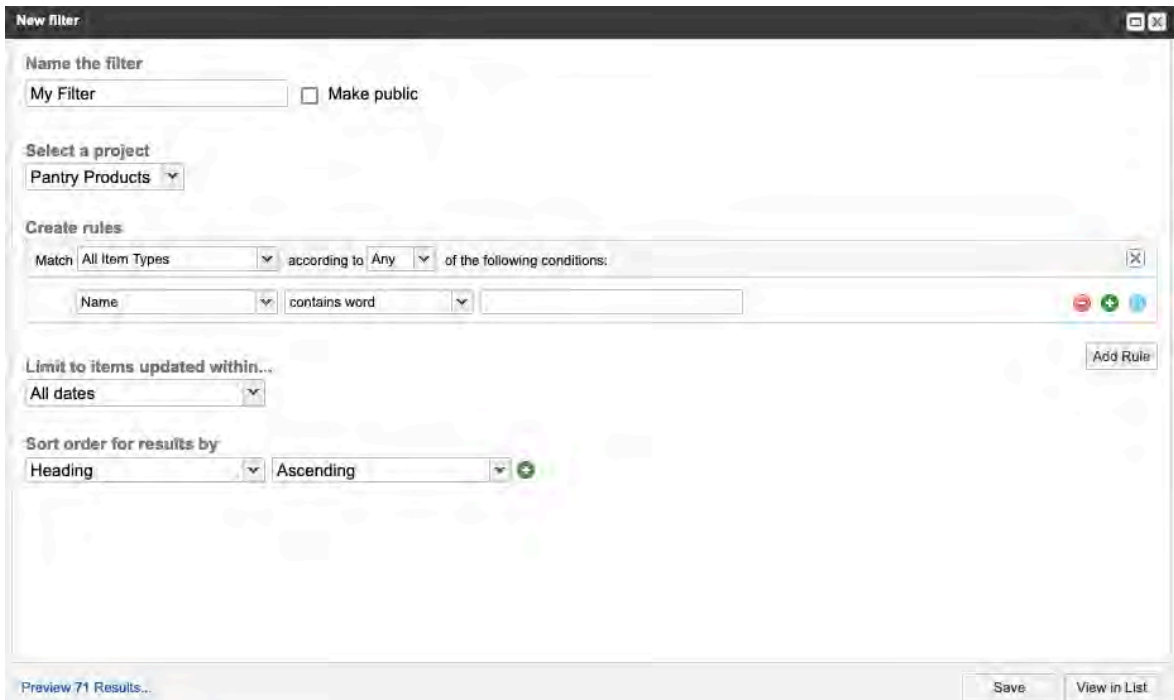 New filter
Name the filter
My Filter Make public
Select a project
Pantry Products
Create rules
Match All Item Types according to Any of the following conditions:
Name contains word
Add Rule
Limit to items updated within...
All dates
Sort order for results by
Heading Ascending
Preview 71 Results... Save View in List